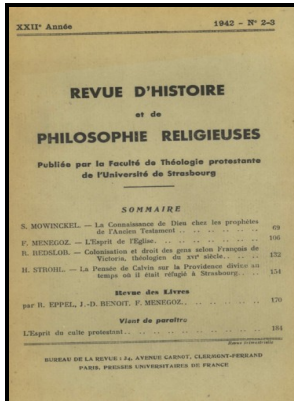 XXIIᵉ Année 1942 - Nº 2-3
REVUE D'HISTOIRE
et de
PHILOSOPHIE RELIGIEUSES
Publiée par la Faculté de Théologie protestante
de l'Université de Strasbourg
SOMMAIRE
S. MOWINCKEL. — La Connaissance de Dieu chez les prophètes
de l'Ancien Testament 69
F. MENEGOZ. — L'Esprit de l'Eglise. 106
R. REDSLOB. — Colonisation et droit des gens selon François de
Victoria, théologien du XVIᵉ siècle. 132
H. STROHL. — La Pensée de Calvin sur la Providence divine au
temps où il était réfugié à Strasbourg. 154
Revue des Livres
par R. EPPEL, J.-D. BENOIT, F. MENEGOZ. 170
Vient de paraître
L'Esprit du culte protestant 184
BUREAU DE LA REVUE : 34, AVENUE CARNOT, CLERMONT-FERRAND
PARIS, PRESSES UNIVERSITAIRES DE FRANCE